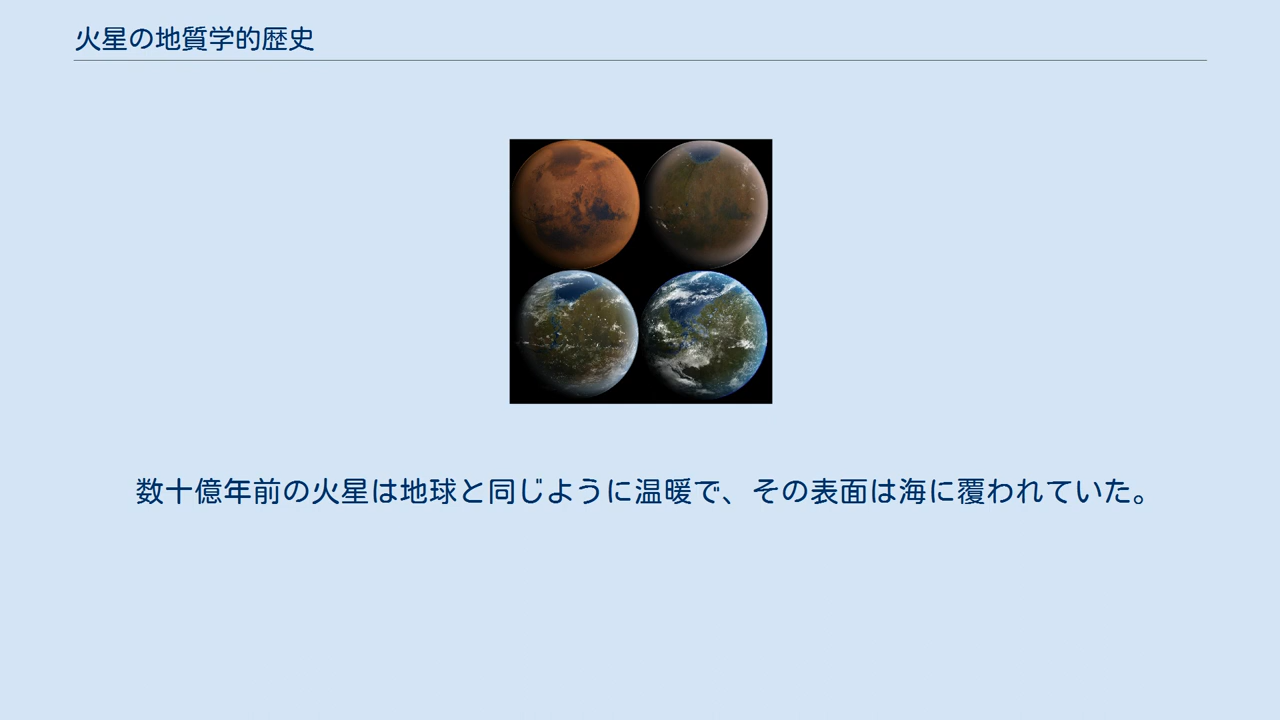 火星の地質学的歴史
数十億年前の火星は地球と同じように温暖で、その表面は海に覆われていた。